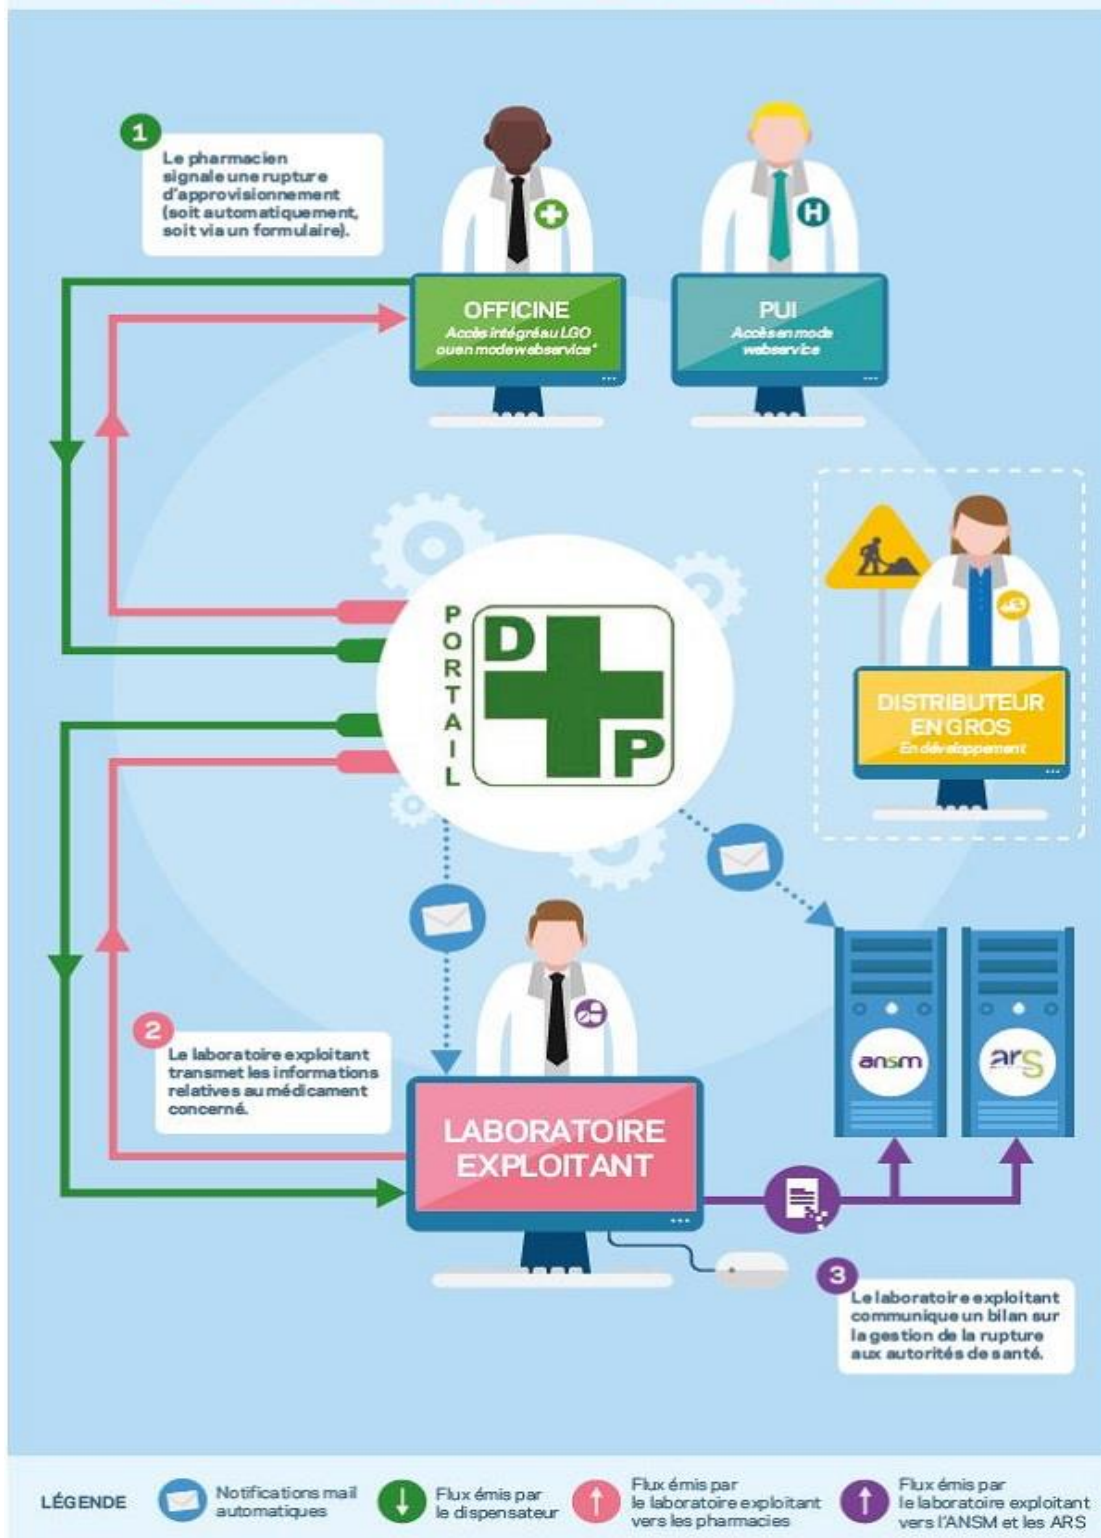 1
Le pharmacien
signale une rupture
d'approvisionnement
(soit automatiquement,
soit via un formulaire).
H
OFFICINE
Accès intégré au LGO
ou en mode webservice*
PUI
Accès en mode
webservice
PORTAIL
D
P
DISTRIBUTEUR
EN GROS
En développement
2
Le laboratoire exploitant
transmet les informations
relatives au médicament
concerné.
LABORATOIRE
EXPLOITANT
ansm
ars
3
Le laboratoire exploitant
communique un bilan sur
la gestion de la rupture
aux autorités de santé.
LÉGENDE
Notifications mail
automatiques
Flux émis par
le dispensateur
Flux émis par
le laboratoire exploitant
vers les pharmacies
Flux émis par
le laboratoire exploitant
vers l'ANSM et les ARS